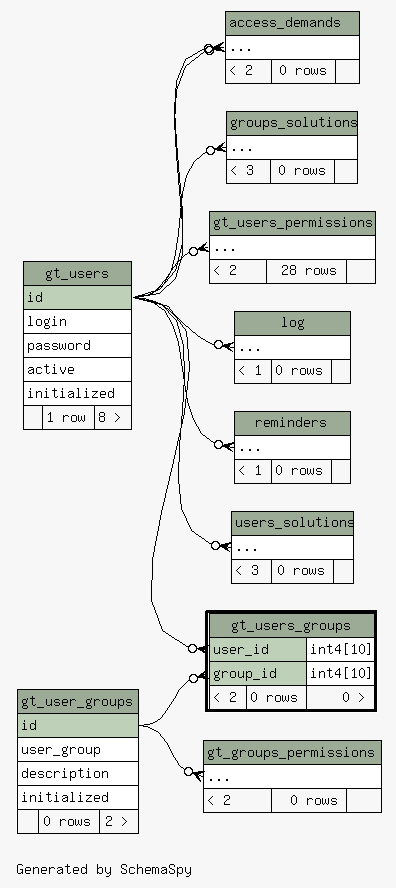 access_demands
...
< 2 0 rows
groups_solutions
...
< 3 0 rows
gt_users_permissions
...
< 2 28 rows
gt_users
id
login
password
active
initialized
1 row 8 >
log
...
< 1 0 rows
reminders
...
< 1 0 rows
users_solutions
...
< 3 0 rows
gt_users_groups
user_id int4[10]
group_id int4[10]
< 2 0 rows 0 >
gt_user_groups
id
user_group
description
initialized
0 rows 2 >
gt_groups_permissions
...
< 2 0 rows
Generated by SchemaSpy